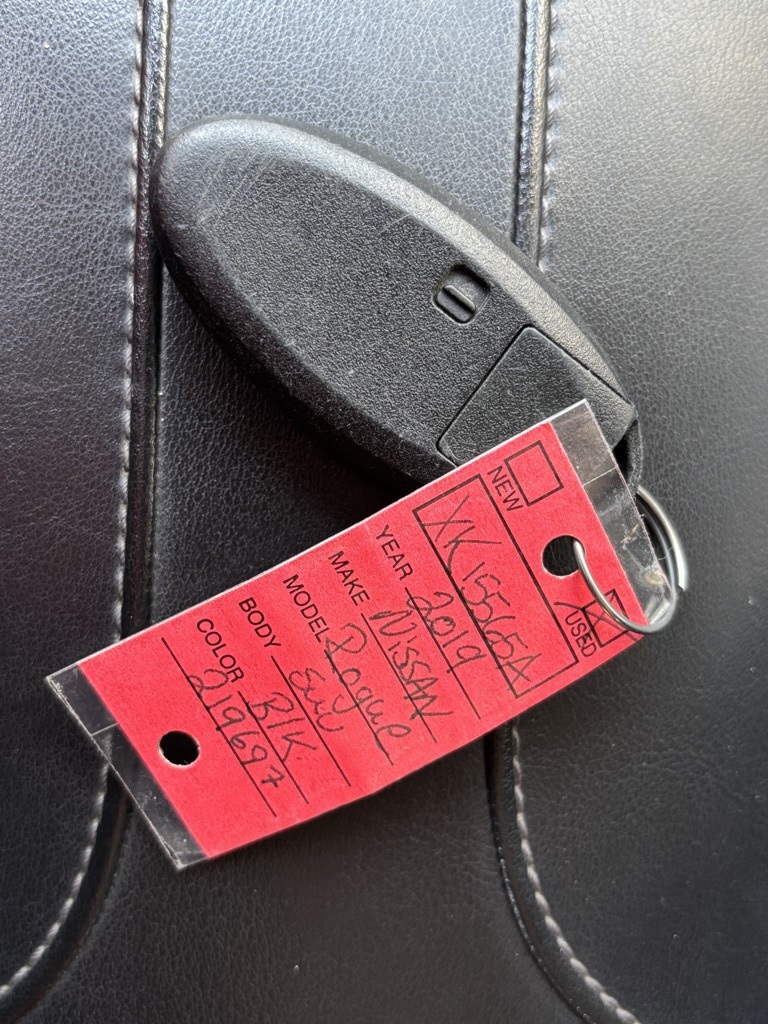 NEW
USED
XK15565A
YEAR 2019
MAKE NISSAN
MODEL Rogue
BODY SUV
COLOR BlK
219697